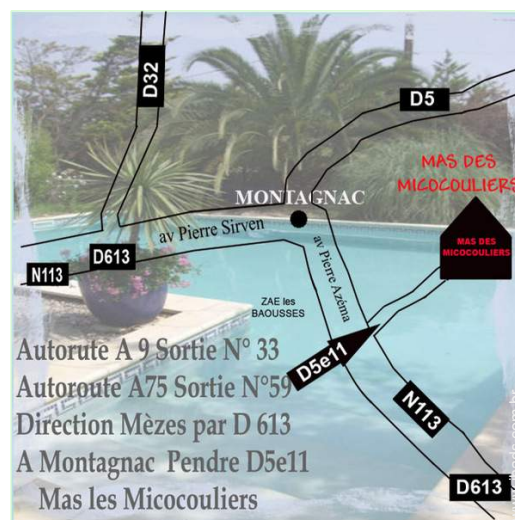 D32
D5
MAS DES
MICOCOULIERS
MONTAGNAC
av Pierre Sirven
D613
N113
av Pierre Azéma
MAS DES
MICOCOULIERS
ZAE les
BAOUSSES
D5e11
N113
D613
Autorute A 9 Sortie N° 33
Autoroute A75 Sortie N°59
Direction Mèzes par D 613
A Montagnac Pendre D5e11
Mas les Micocouliers